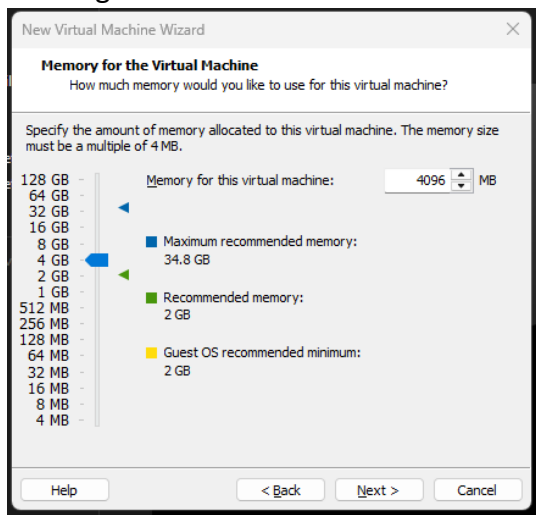 New Virtual Machine Wizard
Memory for the Virtual Machine
How much memory would you like to use for this virtual machine?
Specify the amount of memory allocated to this virtual machine. The memory size
must be a multiple of 4 MB.
128 GB
64 GB
32 GB
16 GB
8 GB
4 GB
2 GB
1 GB
512 MB
256 MB
128 MB
64 MB
32 MB
16 MB
8 MB
4 MB
Memory for this virtual machine: 4096 MB
Maximum recommended memory:
34.8 GB
Recommended memory:
2 GB
Guest OS recommended minimum:
2 GB
Help < Back Next > Cancel